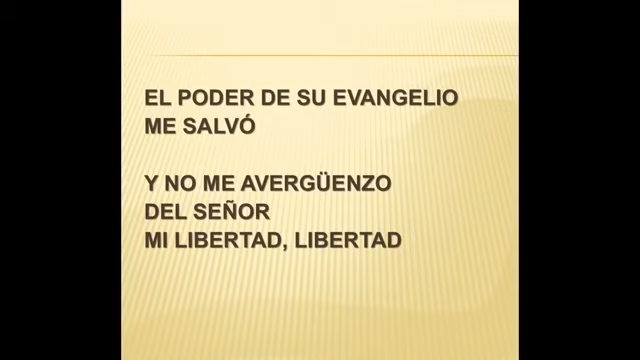 EL PODER DE SU EVANGELIO
ME SALVÓ
Y NO ME AVERGÜENZO
DEL SEÑOR
MI LIBERTAD, LIBERTAD